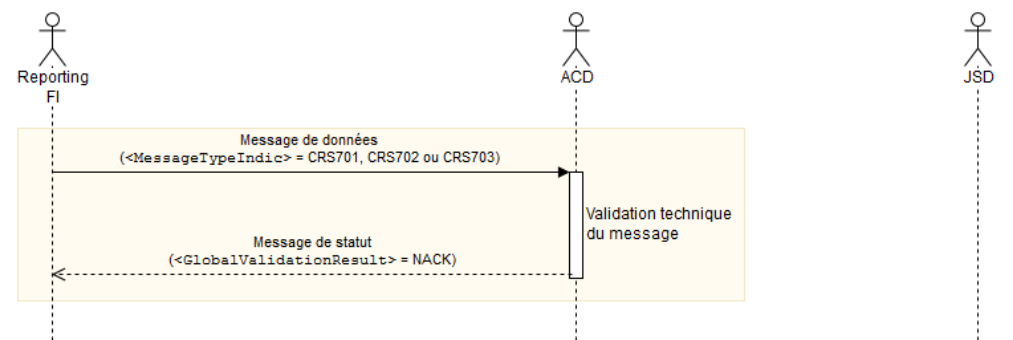 Reporting
FI
ACD
JSD
Message de données
(<MessageTypeIndic> = CRS701, CRS702 ou CRS703)
Validation technique
du message
Message de statut
(<GlobalValidationResult> = NACK)